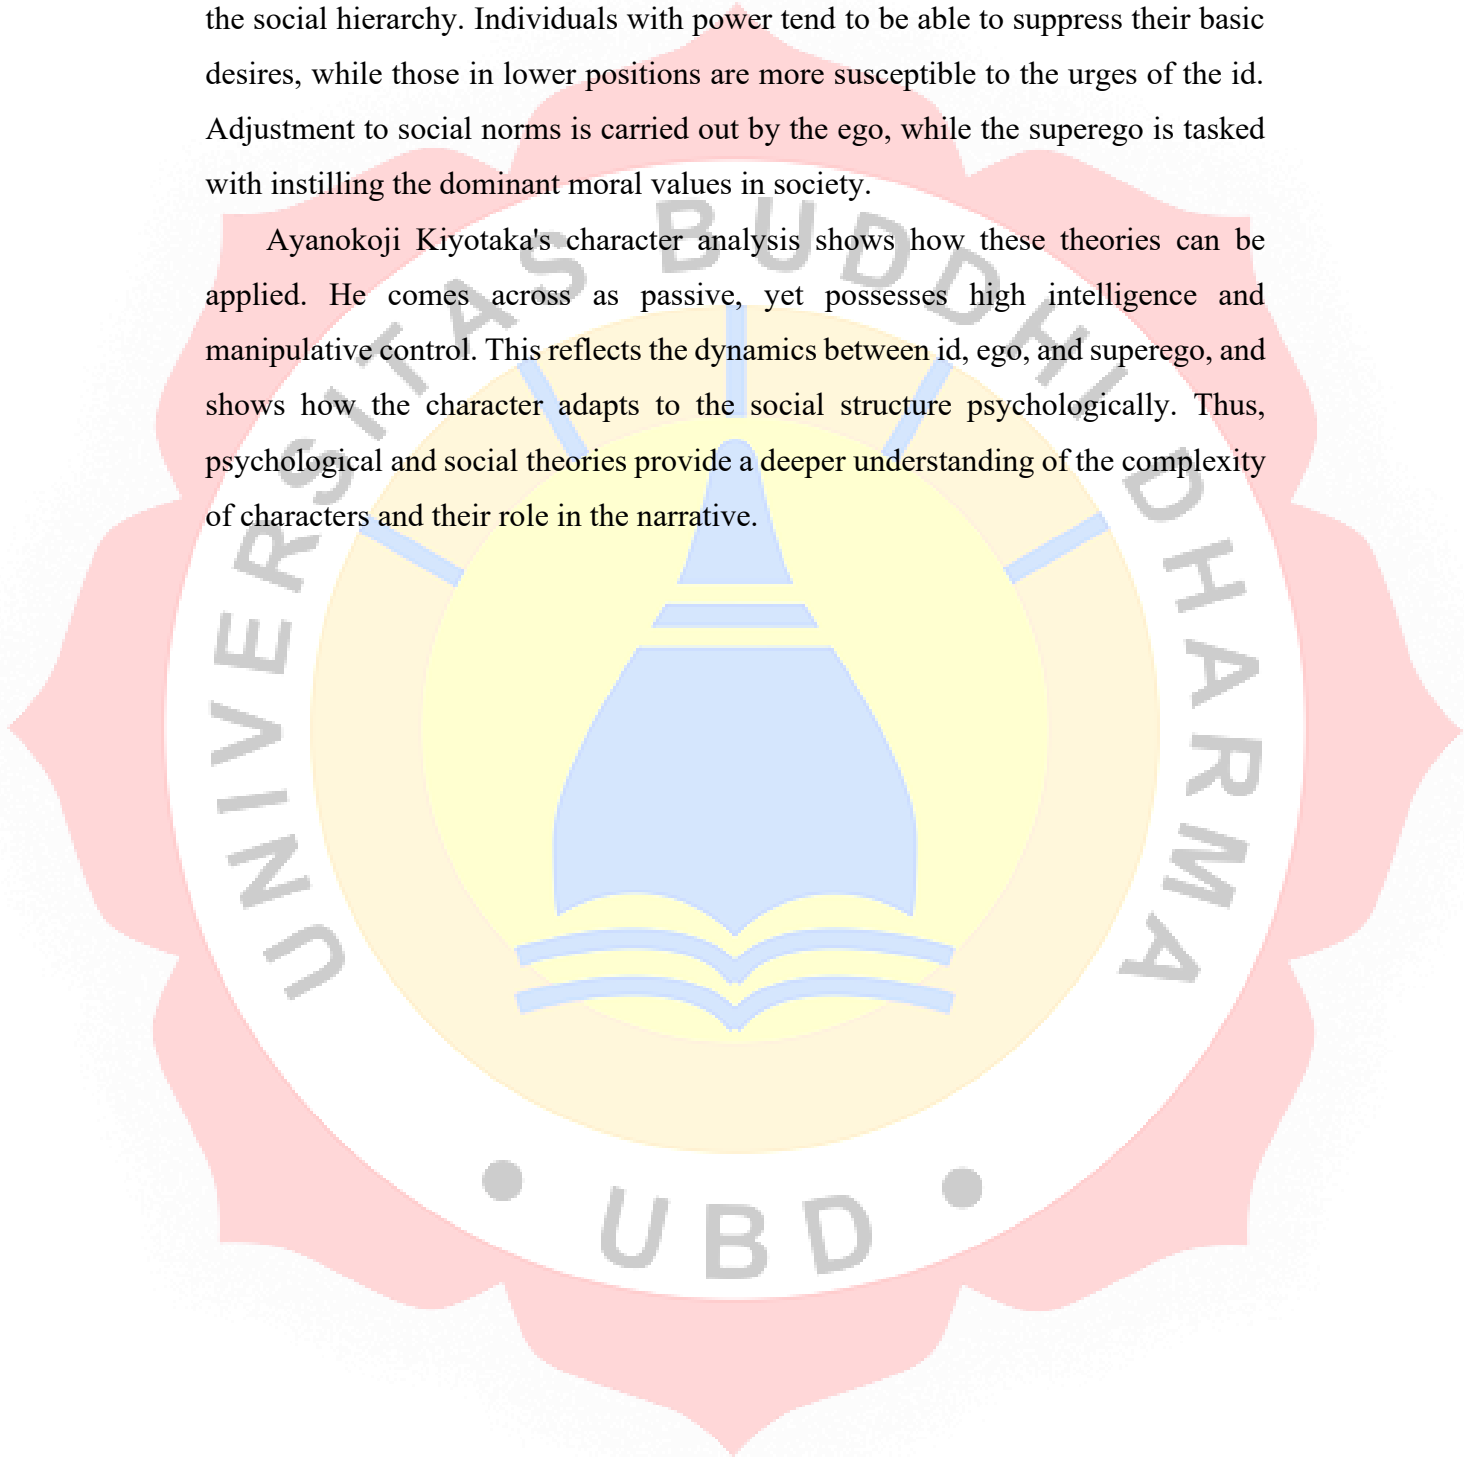 the social hierarchy. Individuals with power tend to be able to suppress their basic
desires, while those in lower positions are more susceptible to the urges of the id.
Adjustment to social norms is carried out by the ego, while the superego is tasked
with instilling the dominant moral values in society.
Ayanokoji Kiyotaka's character analysis shows how these theories can be
applied. He comes across as passive, yet possesses high intelligence and
manipulative control. This reflects the dynamics between id, ego, and superego, and
shows how the character adapts to the social structure psychologically. Thus,
psychological and social theories provide a deeper understanding of the complexity
of characters and their role in the narrative.
UNIVERSITAS BUDDHI DHARMA
• UBD •